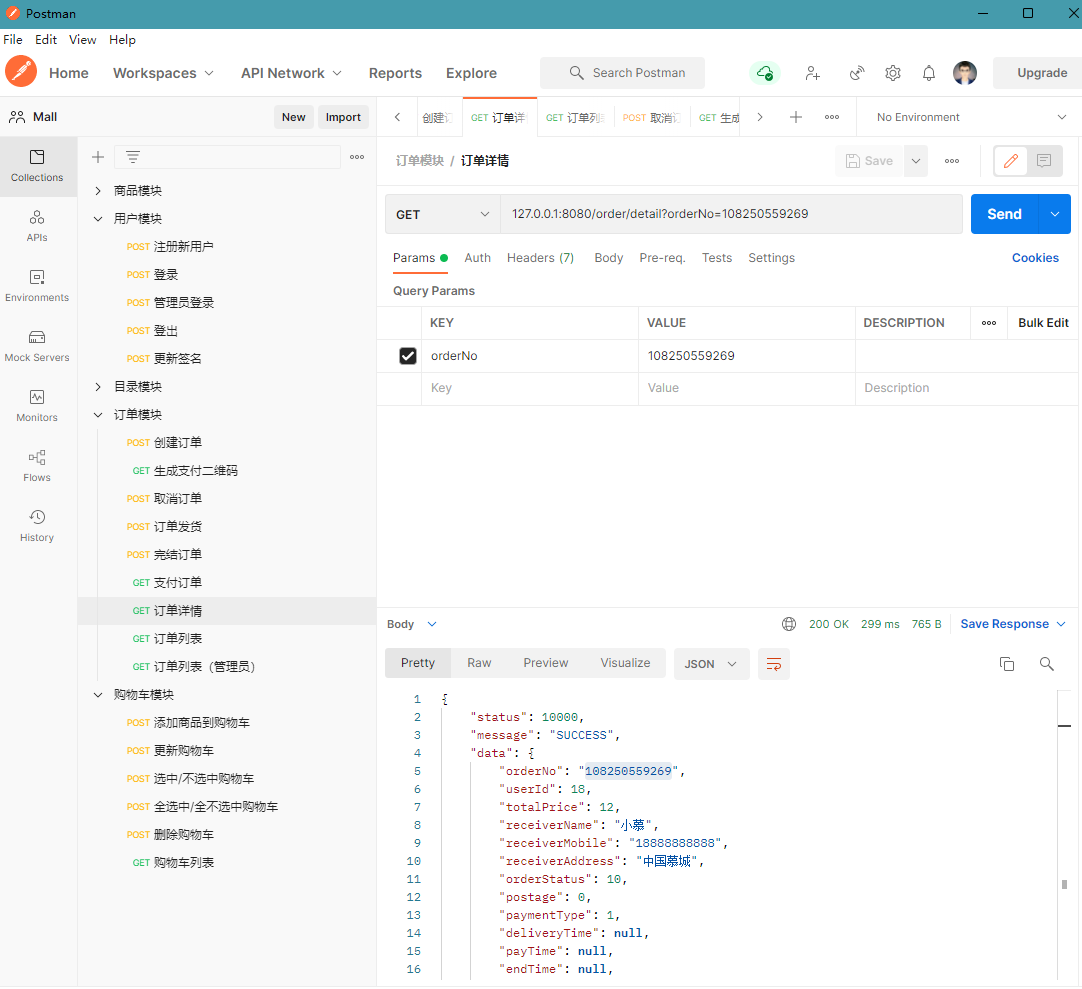 Postman
File Edit View Help
Home Workspaces API Network Reports Explore Search Postman Upgrade
Mall New Import
创建订 GET 订单详 GET 订单列 POST 取消订 GET 生成 No Environment
Collections
APIs
Environments
Mock Servers
Monitors
Flows
History
商品模块
用户模块
POST 注册新用户
POST 登录
POST 管理员登录
POST 登出
POST 更新签名
目录模块
订单模块
POST 创建订单
GET 生成支付二维码
POST 取消订单
POST 订单发货
POST 完结订单
GET 支付订单
GET 订单详情
GET 订单列表
GET 订单列表（管理员）
购物车模块
POST 添加商品到购物车
POST 更新购物车
POST 选中/不选中购物车
POST 全选中/全不选中购物车
POST 删除购物车
GET 购物车列表
订单模块 / 订单详情 Save
GET 127.0.0.1:8080/order/detail?orderNo=108250559269 Send
Params Auth Headers (7) Body Pre-req. Tests Settings Cookies
Query Params
KEY VALUE DESCRIPTION Bulk Edit
orderNo 108250559269
Key Value Description
Body 200 OK 299 ms 765 B Save Response
Pretty Raw Preview Visualize JSON
1 {
2 "status": 10000,
3 "message": "SUCCESS",
4 "data": {
5 "orderNo": "108250559269",
6 "userId": 18,
7 "totalPrice": 12,
8 "receiverName": "小慕",
9 "receiverMobile": "18888888888",
10 "receiverAddress": "中国慕城",
11 "orderStatus": 10,
12 "postage": 0,
13 "paymentType": 1,
14 "deliveryTime": null,
15 "payTime": null,
16 "endTime": null,